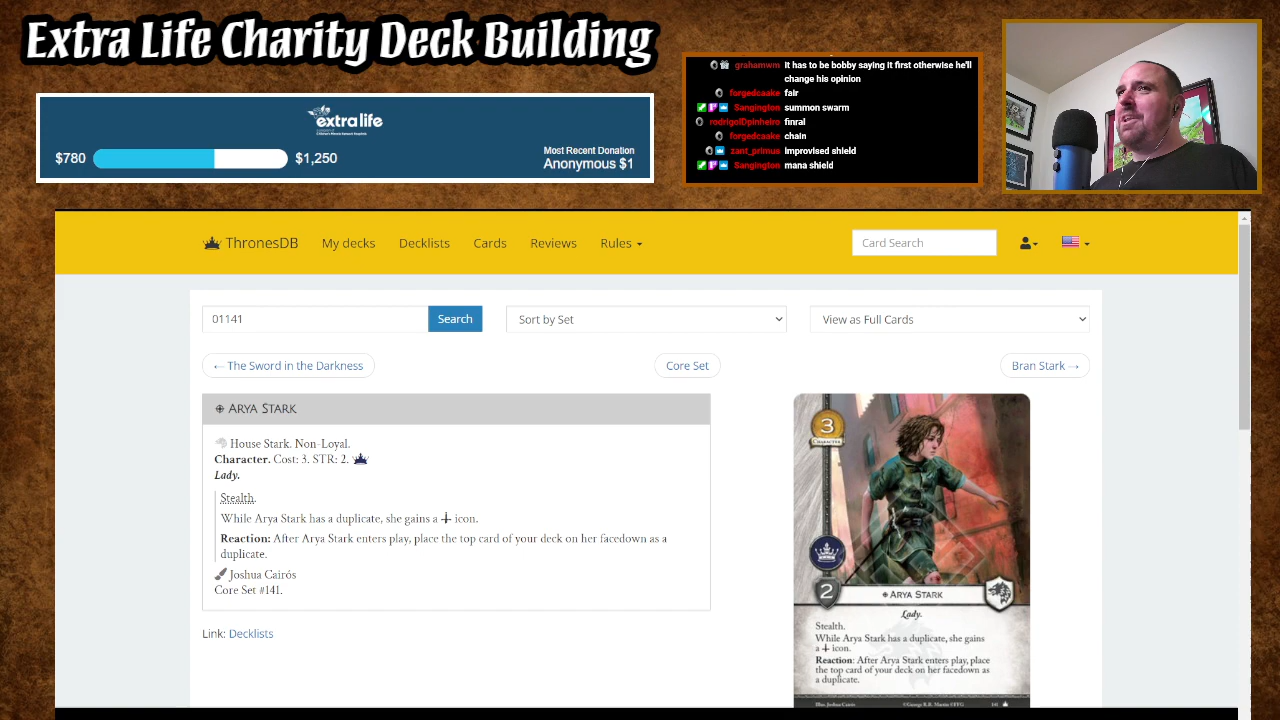 Extra Life Charity Deck Building
extralife
$780
$1,250
Most Recent Donation
Anonymous $1
grahamwm it has to be bobby saying it first otherwise he'll
change his opinion
forgedcaake fair
Sangington summon swarm
rodrigofDpinheiro finral
forgedcaake chain
zant_primus improvised shield
Sangington mana shield
ThronesDB My decks Decklists Cards Reviews Rules
Card Search
01141 Search
Sort by Set
View as Full Cards
← The Sword in the Darkness
Core Set
Bran Stark →
ARYA STARK
House Stark. Non-Loyal.
Character. Cost: 3. STR: 2.
Lady.
Stealth.
While Arya Stark has a duplicate, she gains a icon.
Reaction: After Arya Stark enters play, place the top card of your deck on her facedown as a
duplicate.
Joshua Cairós
Core Set #141.
Link: Decklists
3
CHARACTER
2
ARYA STARK
Lady.
Stealth.
While Arya Stark has a duplicate, she gains
a icon.
Reaction: After Arya Stark enters play, place
the top card of your deck on her facedown as
a duplicate.